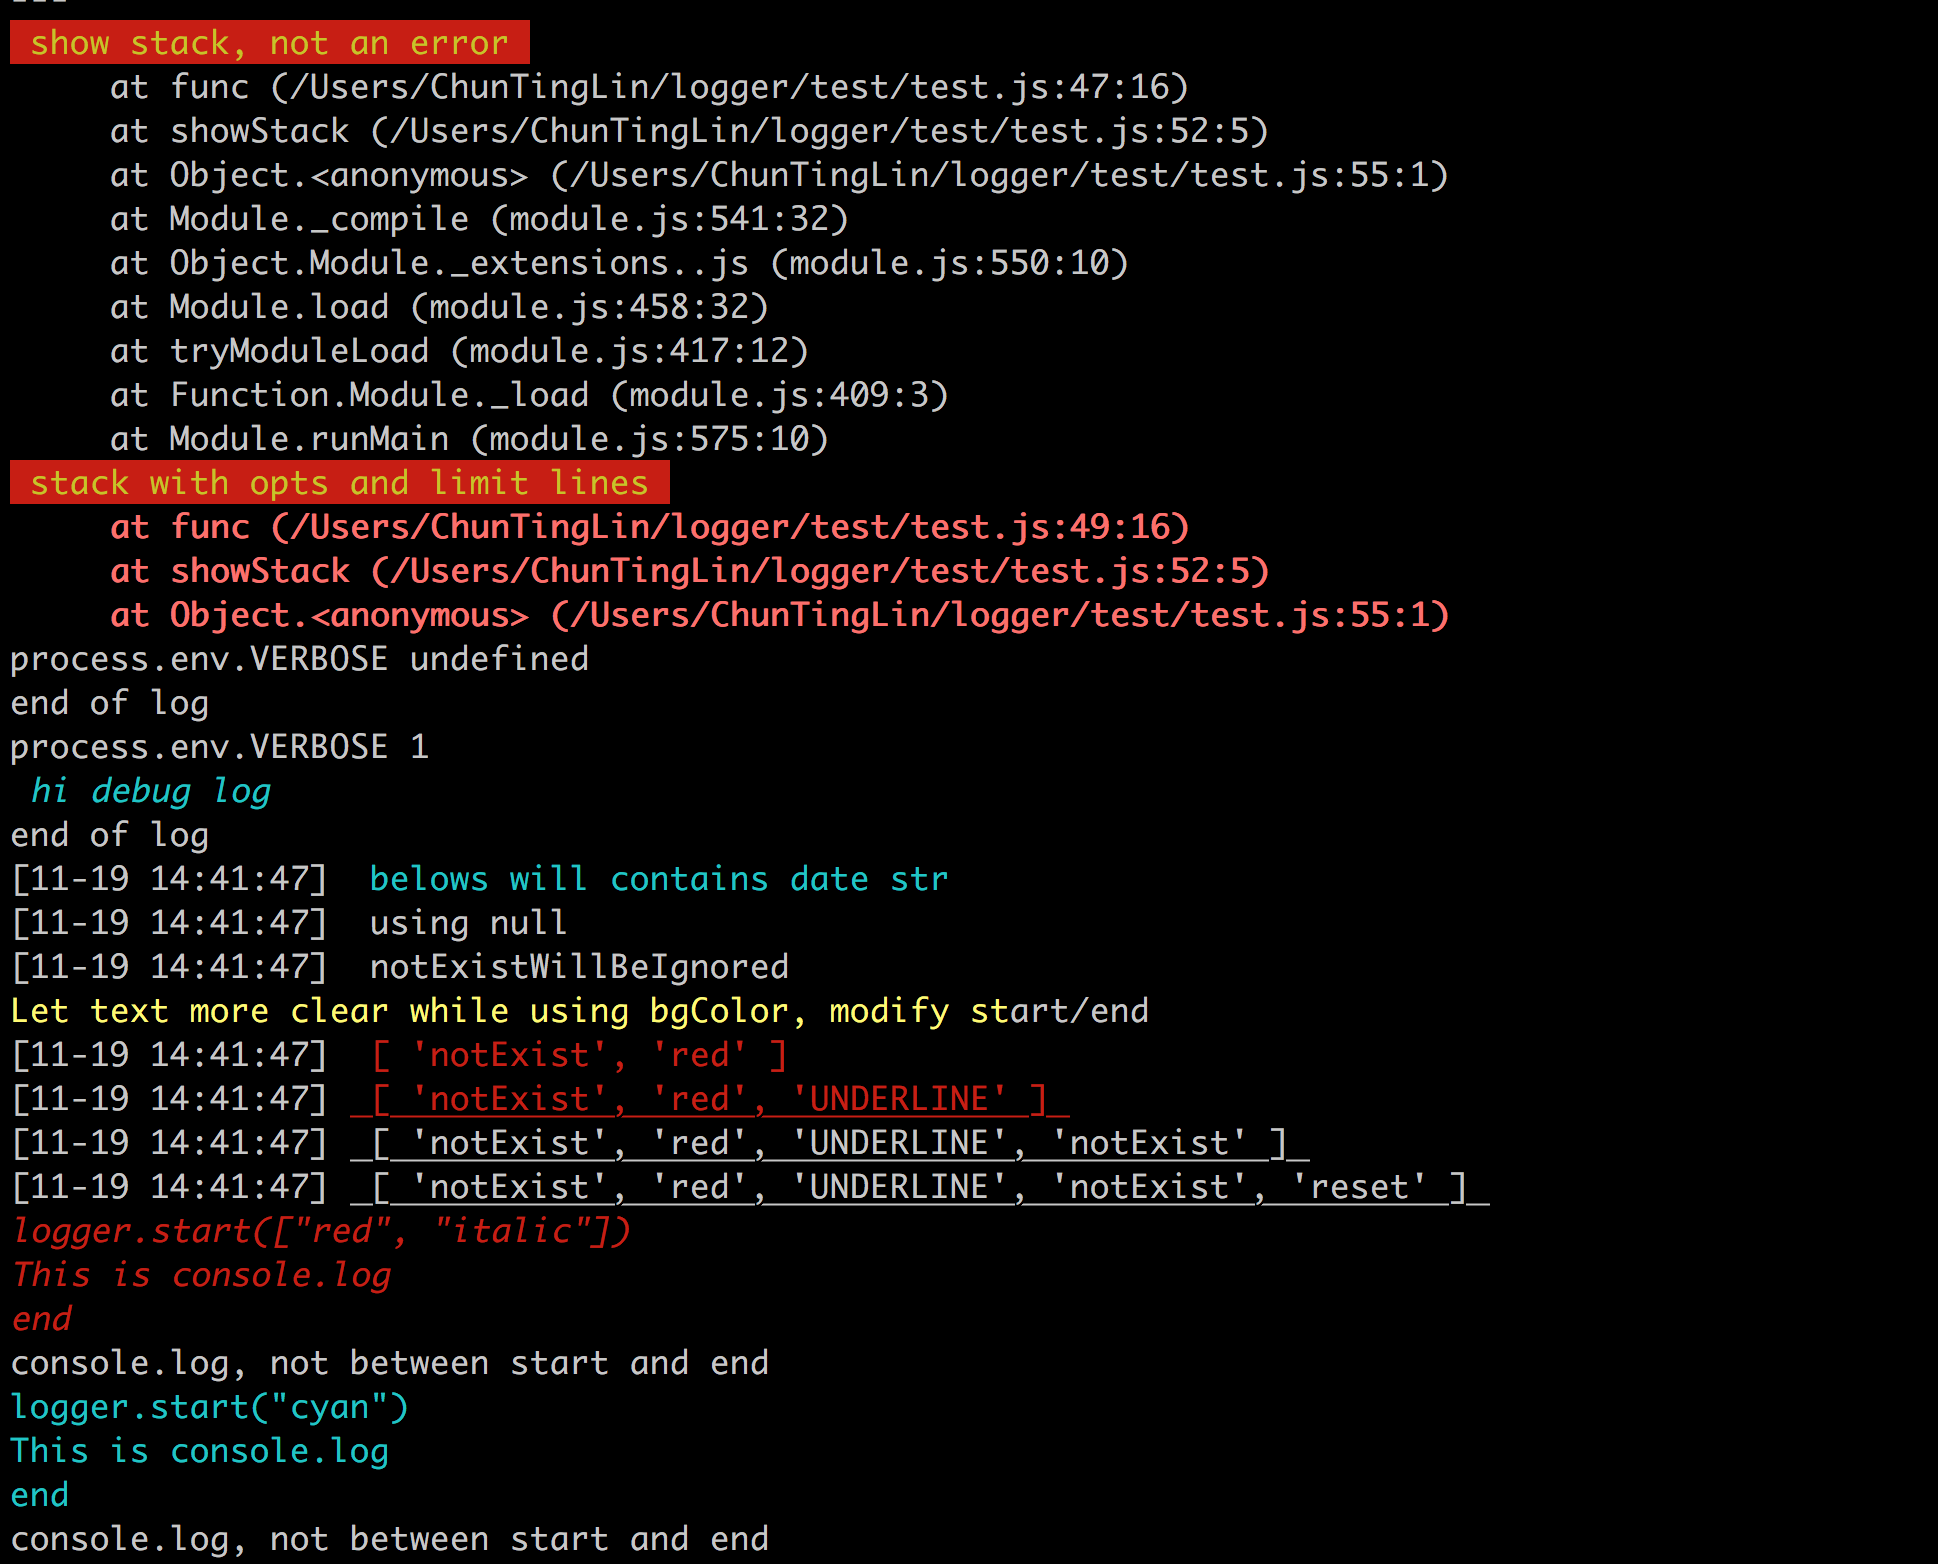 ---
show stack, not an error
at func (/Users/ChunTingLin/logger/test/test.js:47:16)
at showStack (/Users/ChunTingLin/logger/test/test.js:52:5)
at Object.<anonymous> (/Users/ChunTingLin/logger/test/test.js:55:1)
at Module._compile (module.js:541:32)
at Object.Module._extensions..js (module.js:550:10)
at Module.load (module.js:458:32)
at tryModuleLoad (module.js:417:12)
at Function.Module._load (module.js:409:3)
at Module.runMain (module.js:575:10)
stack with opts and limit lines
at func (/Users/ChunTingLin/logger/test/test.js:49:16)
at showStack (/Users/ChunTingLin/logger/test/test.js:52:5)
at Object.<anonymous> (/Users/ChunTingLin/logger/test/test.js:55:1)
process.env.VERBOSE undefined
end of log
process.env.VERBOSE 1
hi debug log
end of log
[11-19 14:41:47]  belows will contains date str
[11-19 14:41:47]  using null
[11-19 14:41:47]  notExistWillBeIgnored
Let text more clear while using bgColor, modify start/end
[11-19 14:41:47]  [ 'notExist', 'red' ]
[11-19 14:41:47]  [ 'notExist', 'red', 'UNDERLINE' ]
[11-19 14:41:47]  [ 'notExist', 'red', 'UNDERLINE', 'notExist' ]
[11-19 14:41:47]  [ 'notExist', 'red', 'UNDERLINE', 'notExist', 'reset' ]
logger.start(["red", "italic"])
This is console.log
end
console.log, not between start and end
logger.start("cyan")
This is console.log
end
console.log, not between start and end